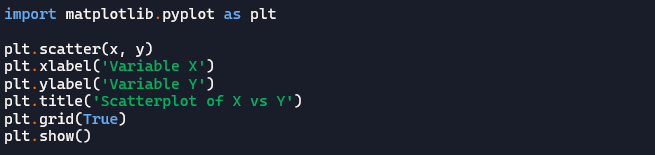 import matplotlib.pyplot as plt
plt.scatter(x, y)
plt.xlabel('Variable X')
plt.ylabel('Variable Y')
plt.title('Scatterplot of X vs Y')
plt.grid(True)
plt.show()